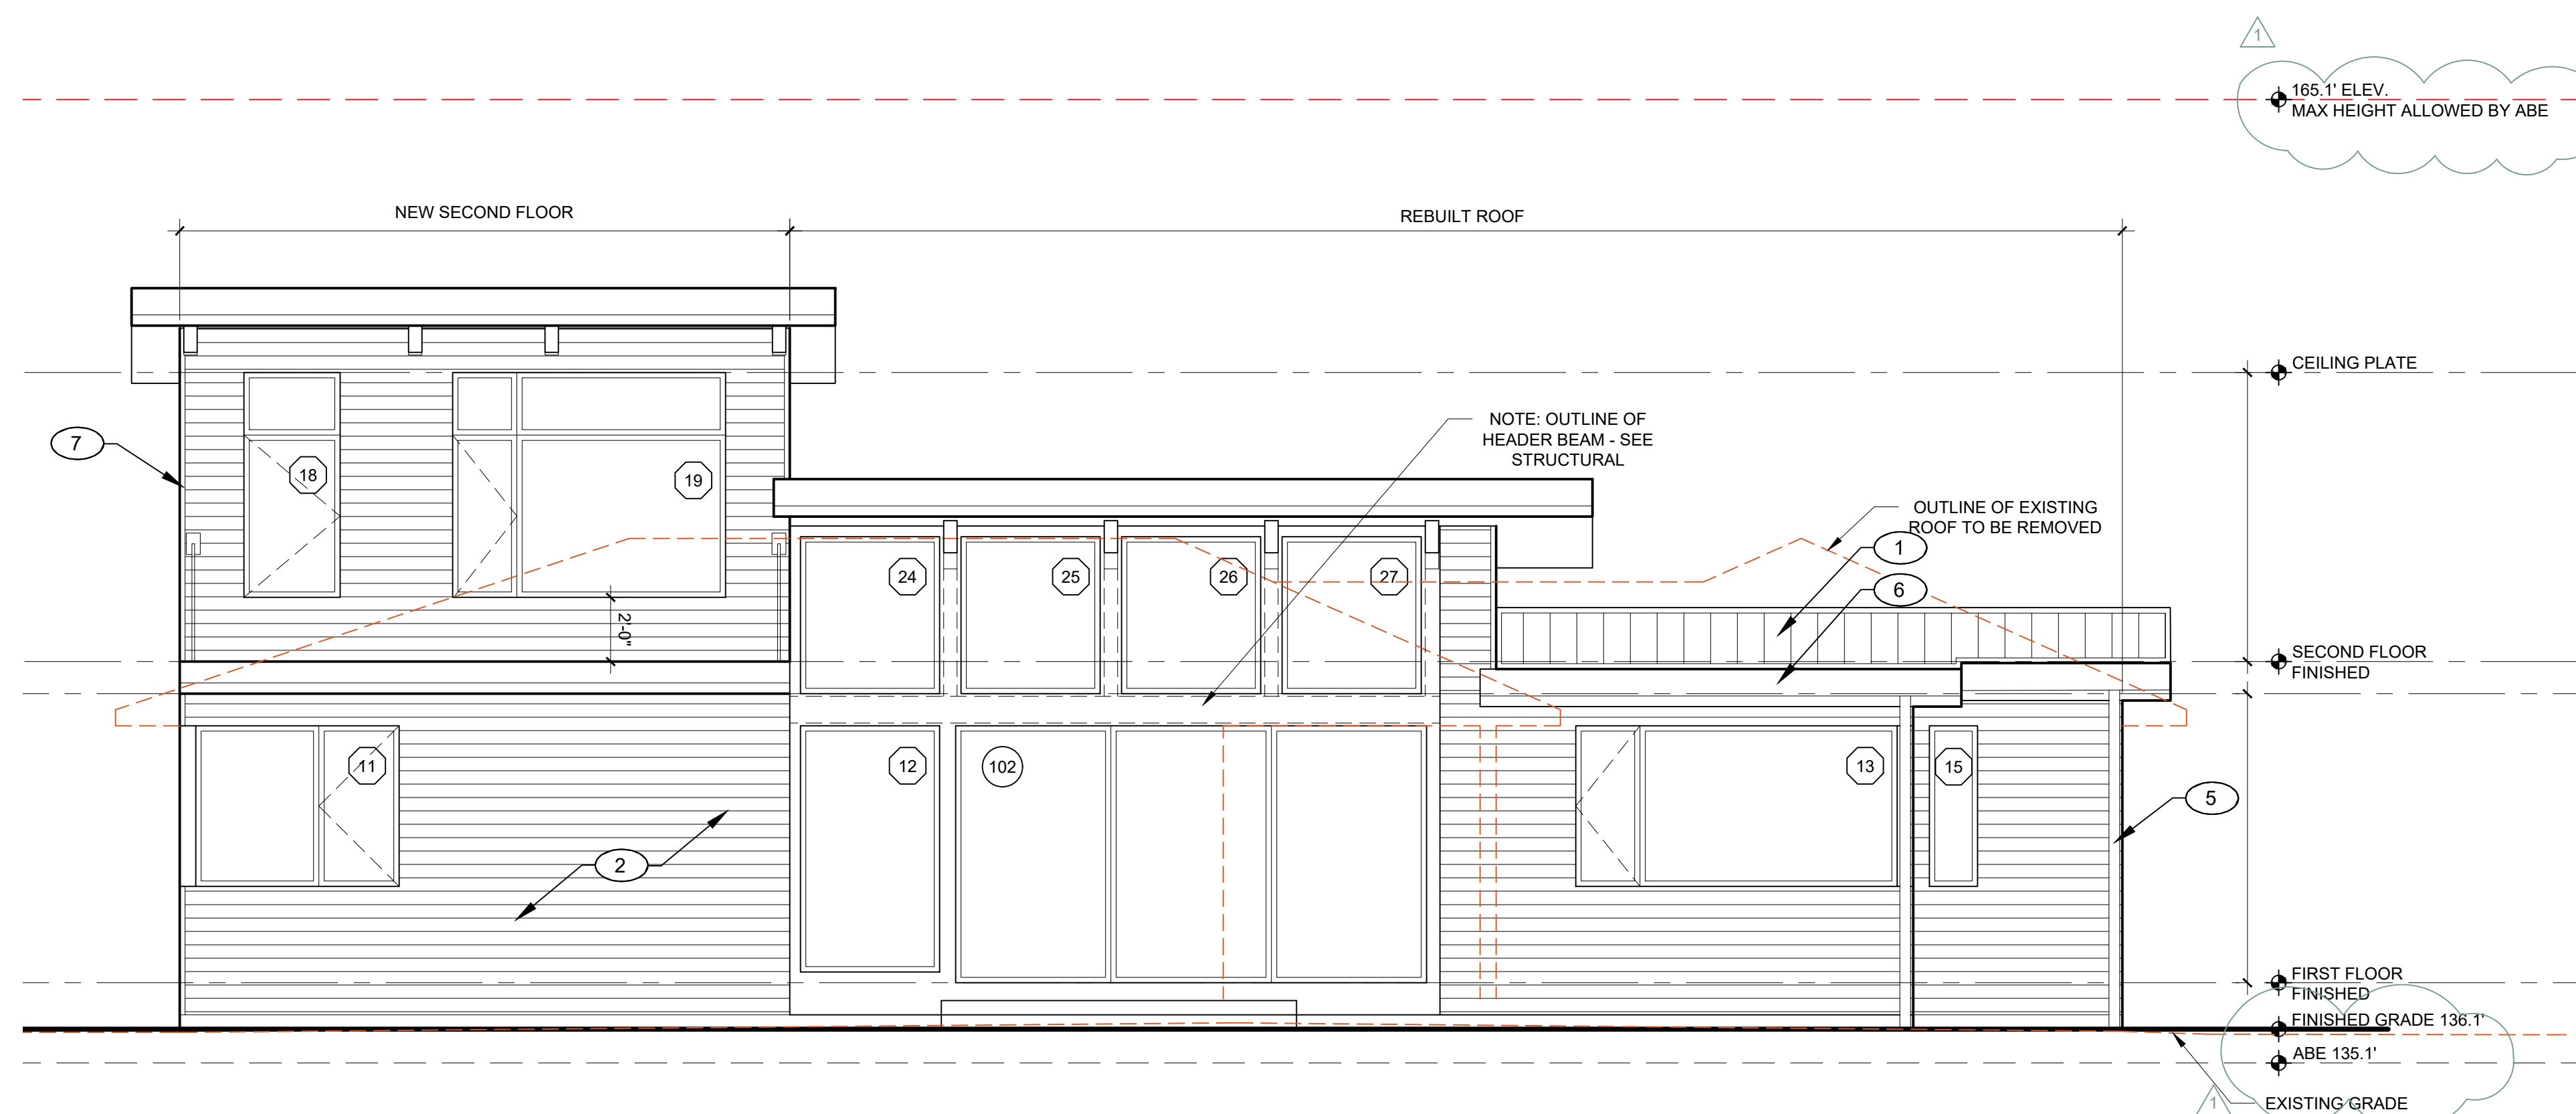 1
165.1' ELEV.
MAX HEIGHT ALLOWED BY ABE
NEW SECOND FLOOR
REBUILT ROOF
CEILING PLATE
NOTE: OUTLINE OF
HEADER BEAM - SEE
STRUCTURAL
7
18
19
OUTLINE OF EXISTING
ROOF TO BE REMOVED
1
6
24
25
26
27
2'-0"
SECOND FLOOR
FINISHED
11
12
102
13
15
5
2
FIRST FLOOR
FINISHED
FINISHED GRADE 136.1'
ABE 135.1'
1
EXISTING GRADE